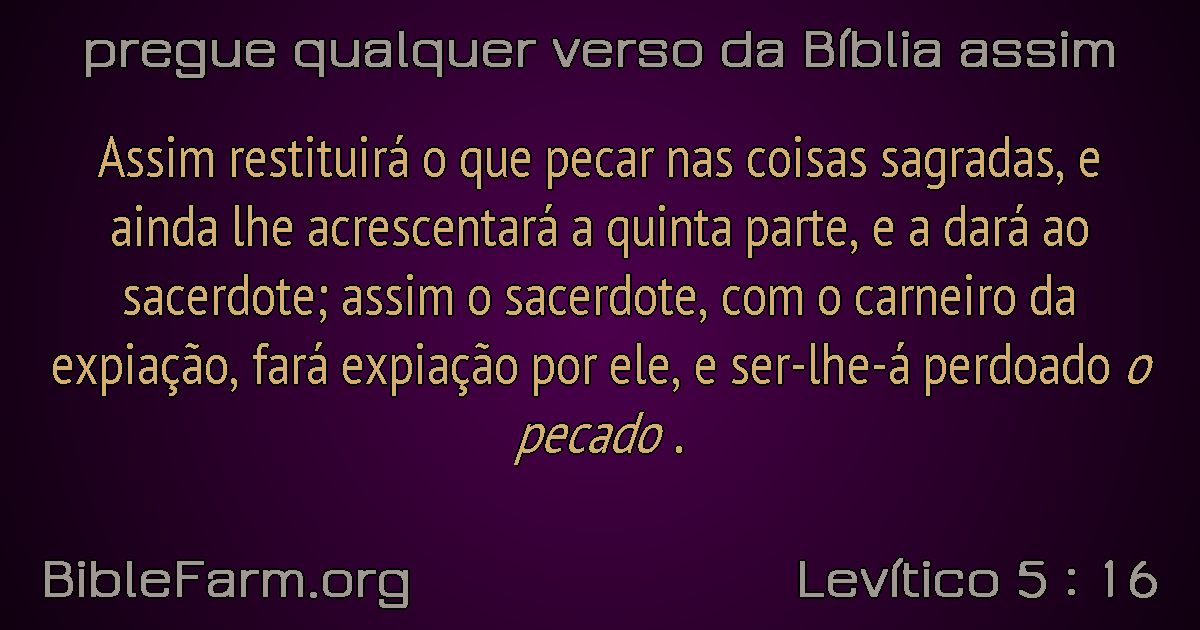 pregue qualquer verso da Bíblia assim
Assim restituirá o que pecar nas coisas sagradas, e
ainda lhe acrescentará a quinta parte, e a dará ao
sacerdote; assim o sacerdote, com o carneiro da
expiação, fará expiação por ele, e ser-lhe-á perdoado o
pecado .
BibleFarm.org
Levítico 5 : 16